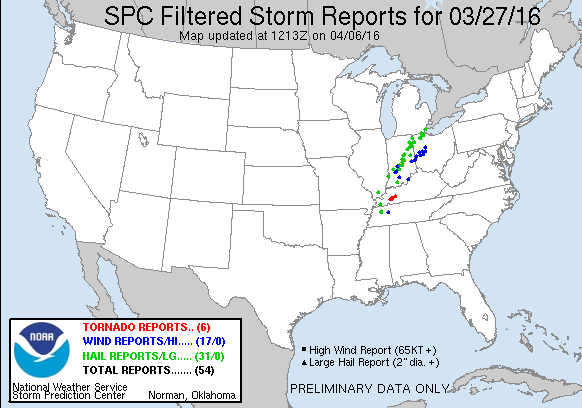 SPC Filtered Storm Reports for 03/27/16
Map updated at 1213Z on 04/06/16
NOAA
TORNADO REPORTS.. (6)
WIND REPORTS/HI..... (17/0)
HAIL REPORTS/LG..... (31/0)
TOTAL REPORTS....... (54)
National Weather Service
Storm Prediction Center Norman, Oklahoma
High Wind Report (65KT +)
Large Hail Report (2" dia. +)
PRELIMINARY DATA ONLY